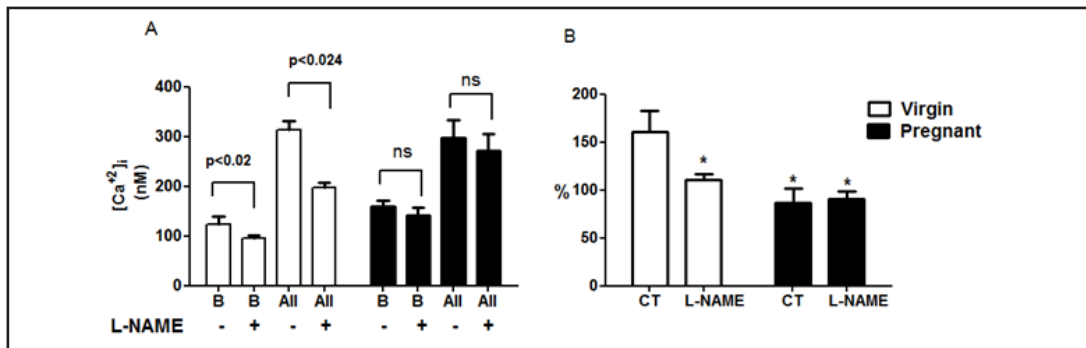 A
p<0.024
p<0.02
ns
ns
[Ca+2]i
(nM)
400
300
200
100
0
B B AII AII B B AII AII
L-NAME - + - + - + - +
B
Virgin
Pregnant
%
200
150
100
50
0
*
*
*
CT L-NAME CT L-NAME